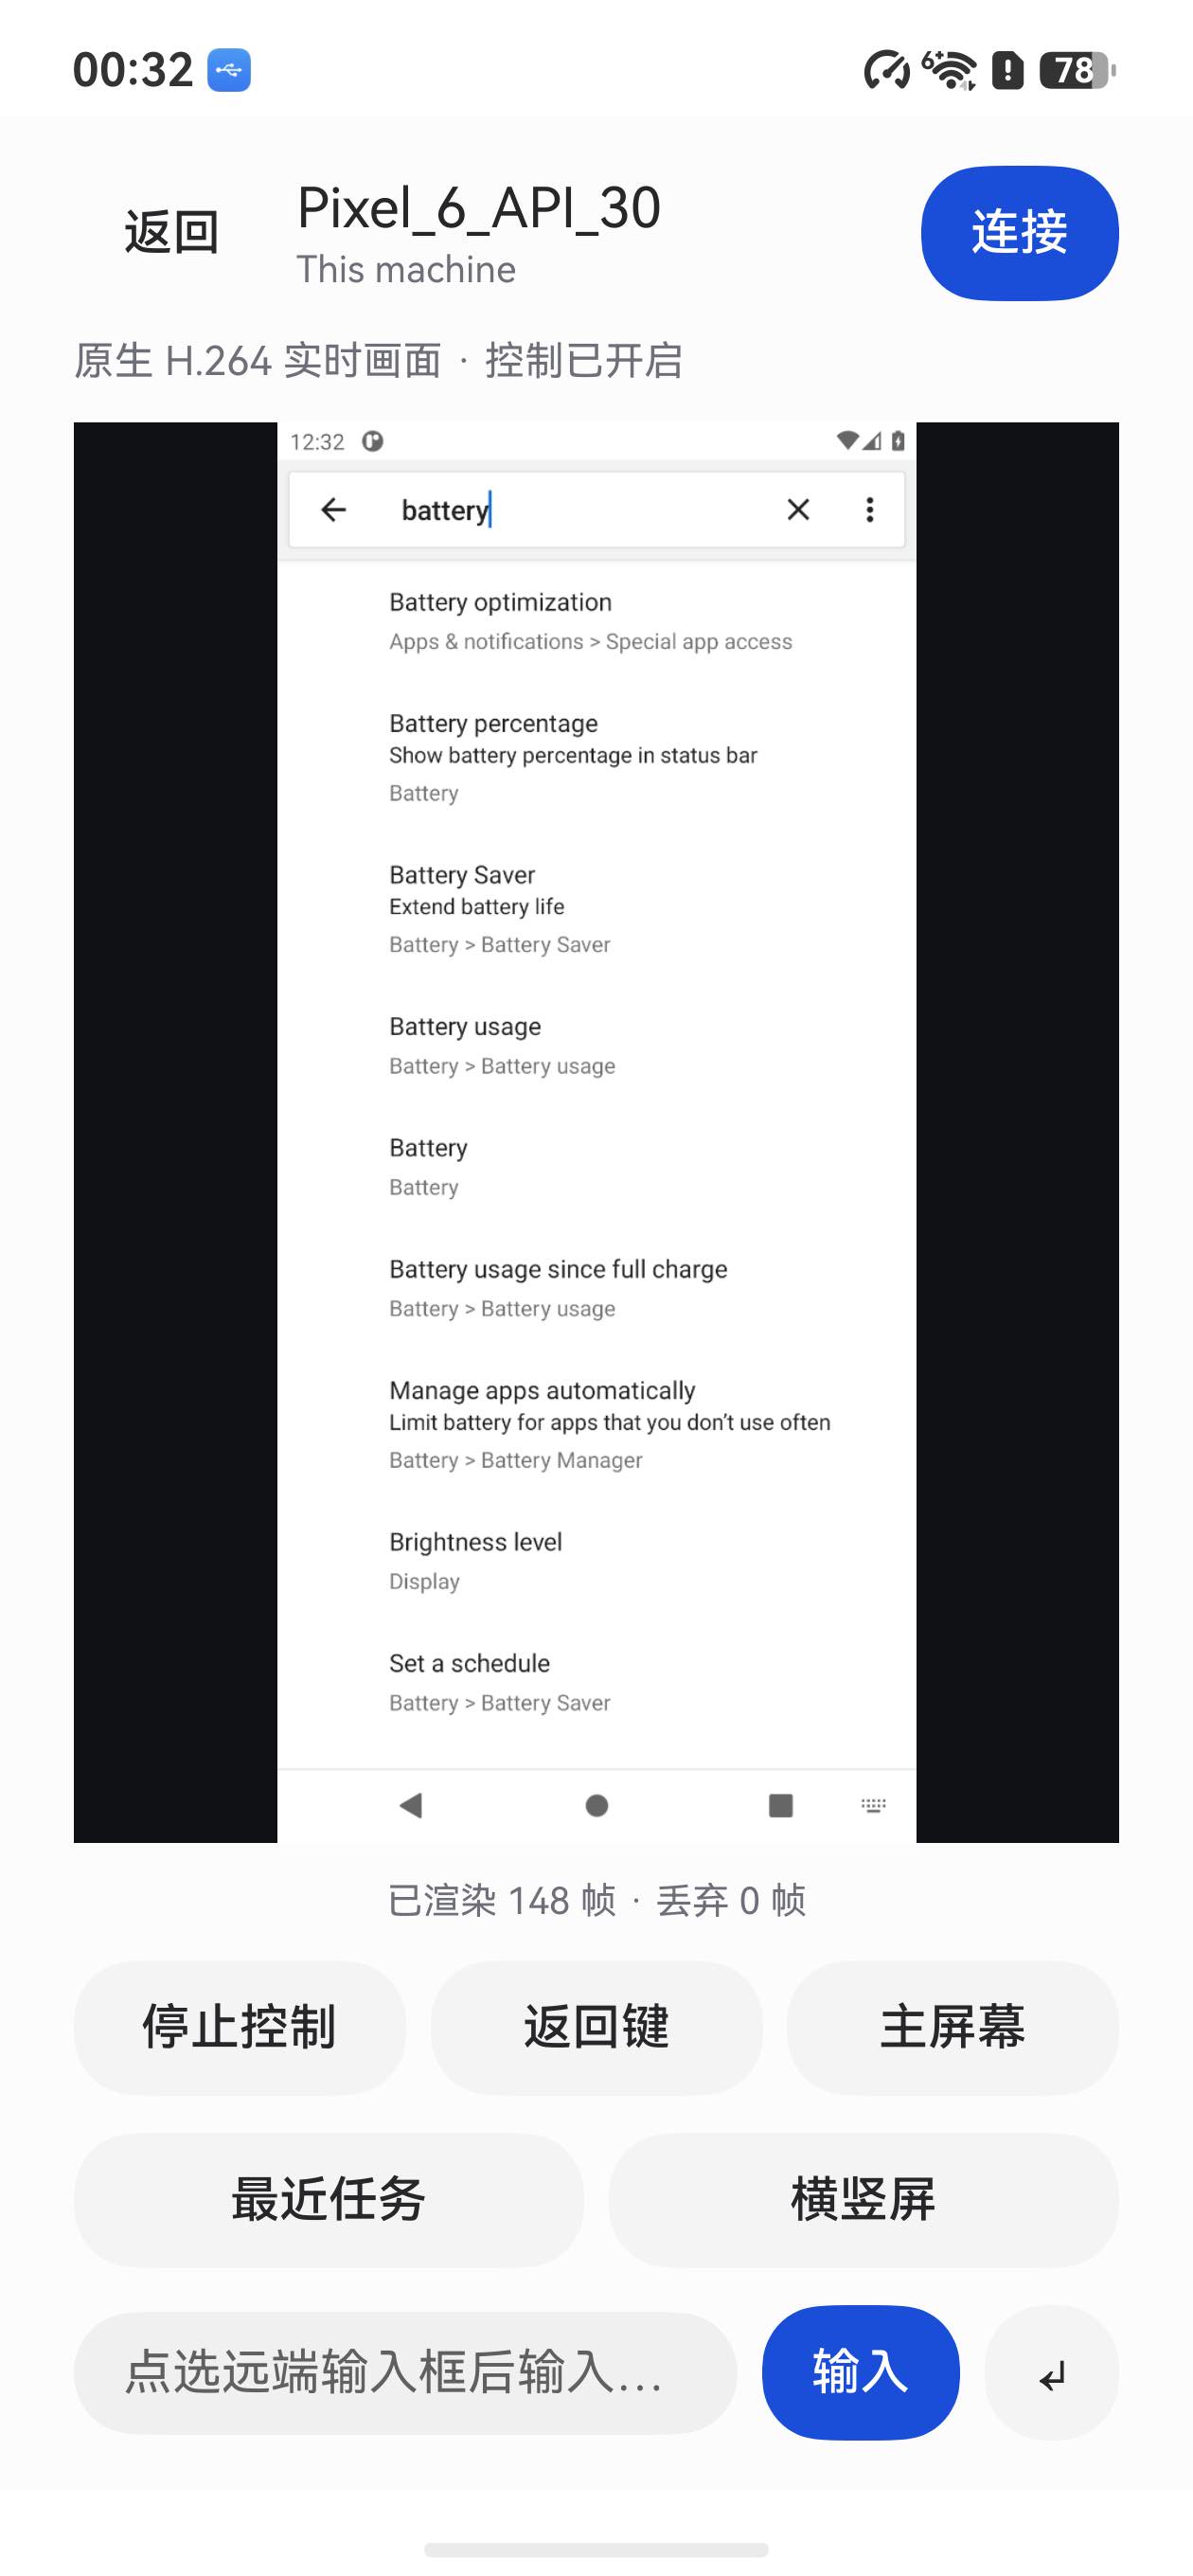 00:32
6+
78
返回
Pixel_6_API_30
This machine
连接
原生 H.264 实时画面 · 控制已开启
12:32
battery
Battery optimization
Apps & notifications > Special app access
Battery percentage
Show battery percentage in status bar
Battery
Battery Saver
Extend battery life
Battery > Battery Saver
Battery usage
Battery > Battery usage
Battery
Battery
Battery usage since full charge
Battery > Battery usage
Manage apps automatically
Limit battery for apps that you don’t use often
Battery > Battery Manager
Brightness level
Display
Set a schedule
Battery > Battery Saver
已渲染 148 帧 · 丢弃 0 帧
停止控制
返回键
主屏幕
最近任务
横竖屏
点选远端输入框后输入...
输入